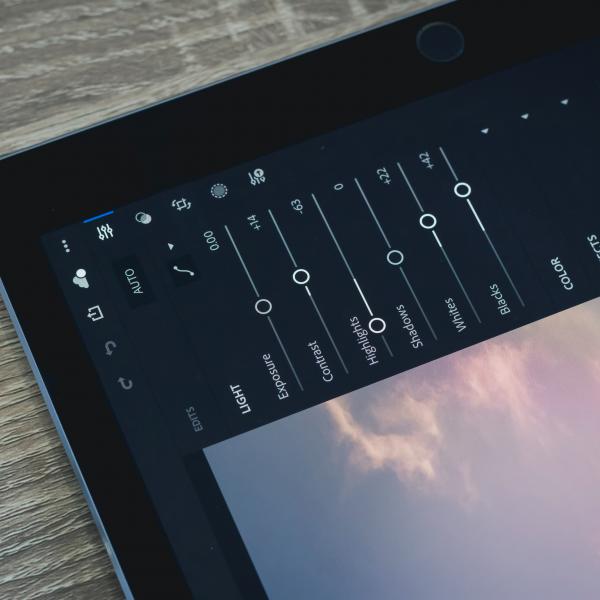 EDITS AUTO
LIGHT
Exposure 0.00
Contrast +14
Highlights -63
Shadows 0
Whites +22
Blacks +42
COLOR